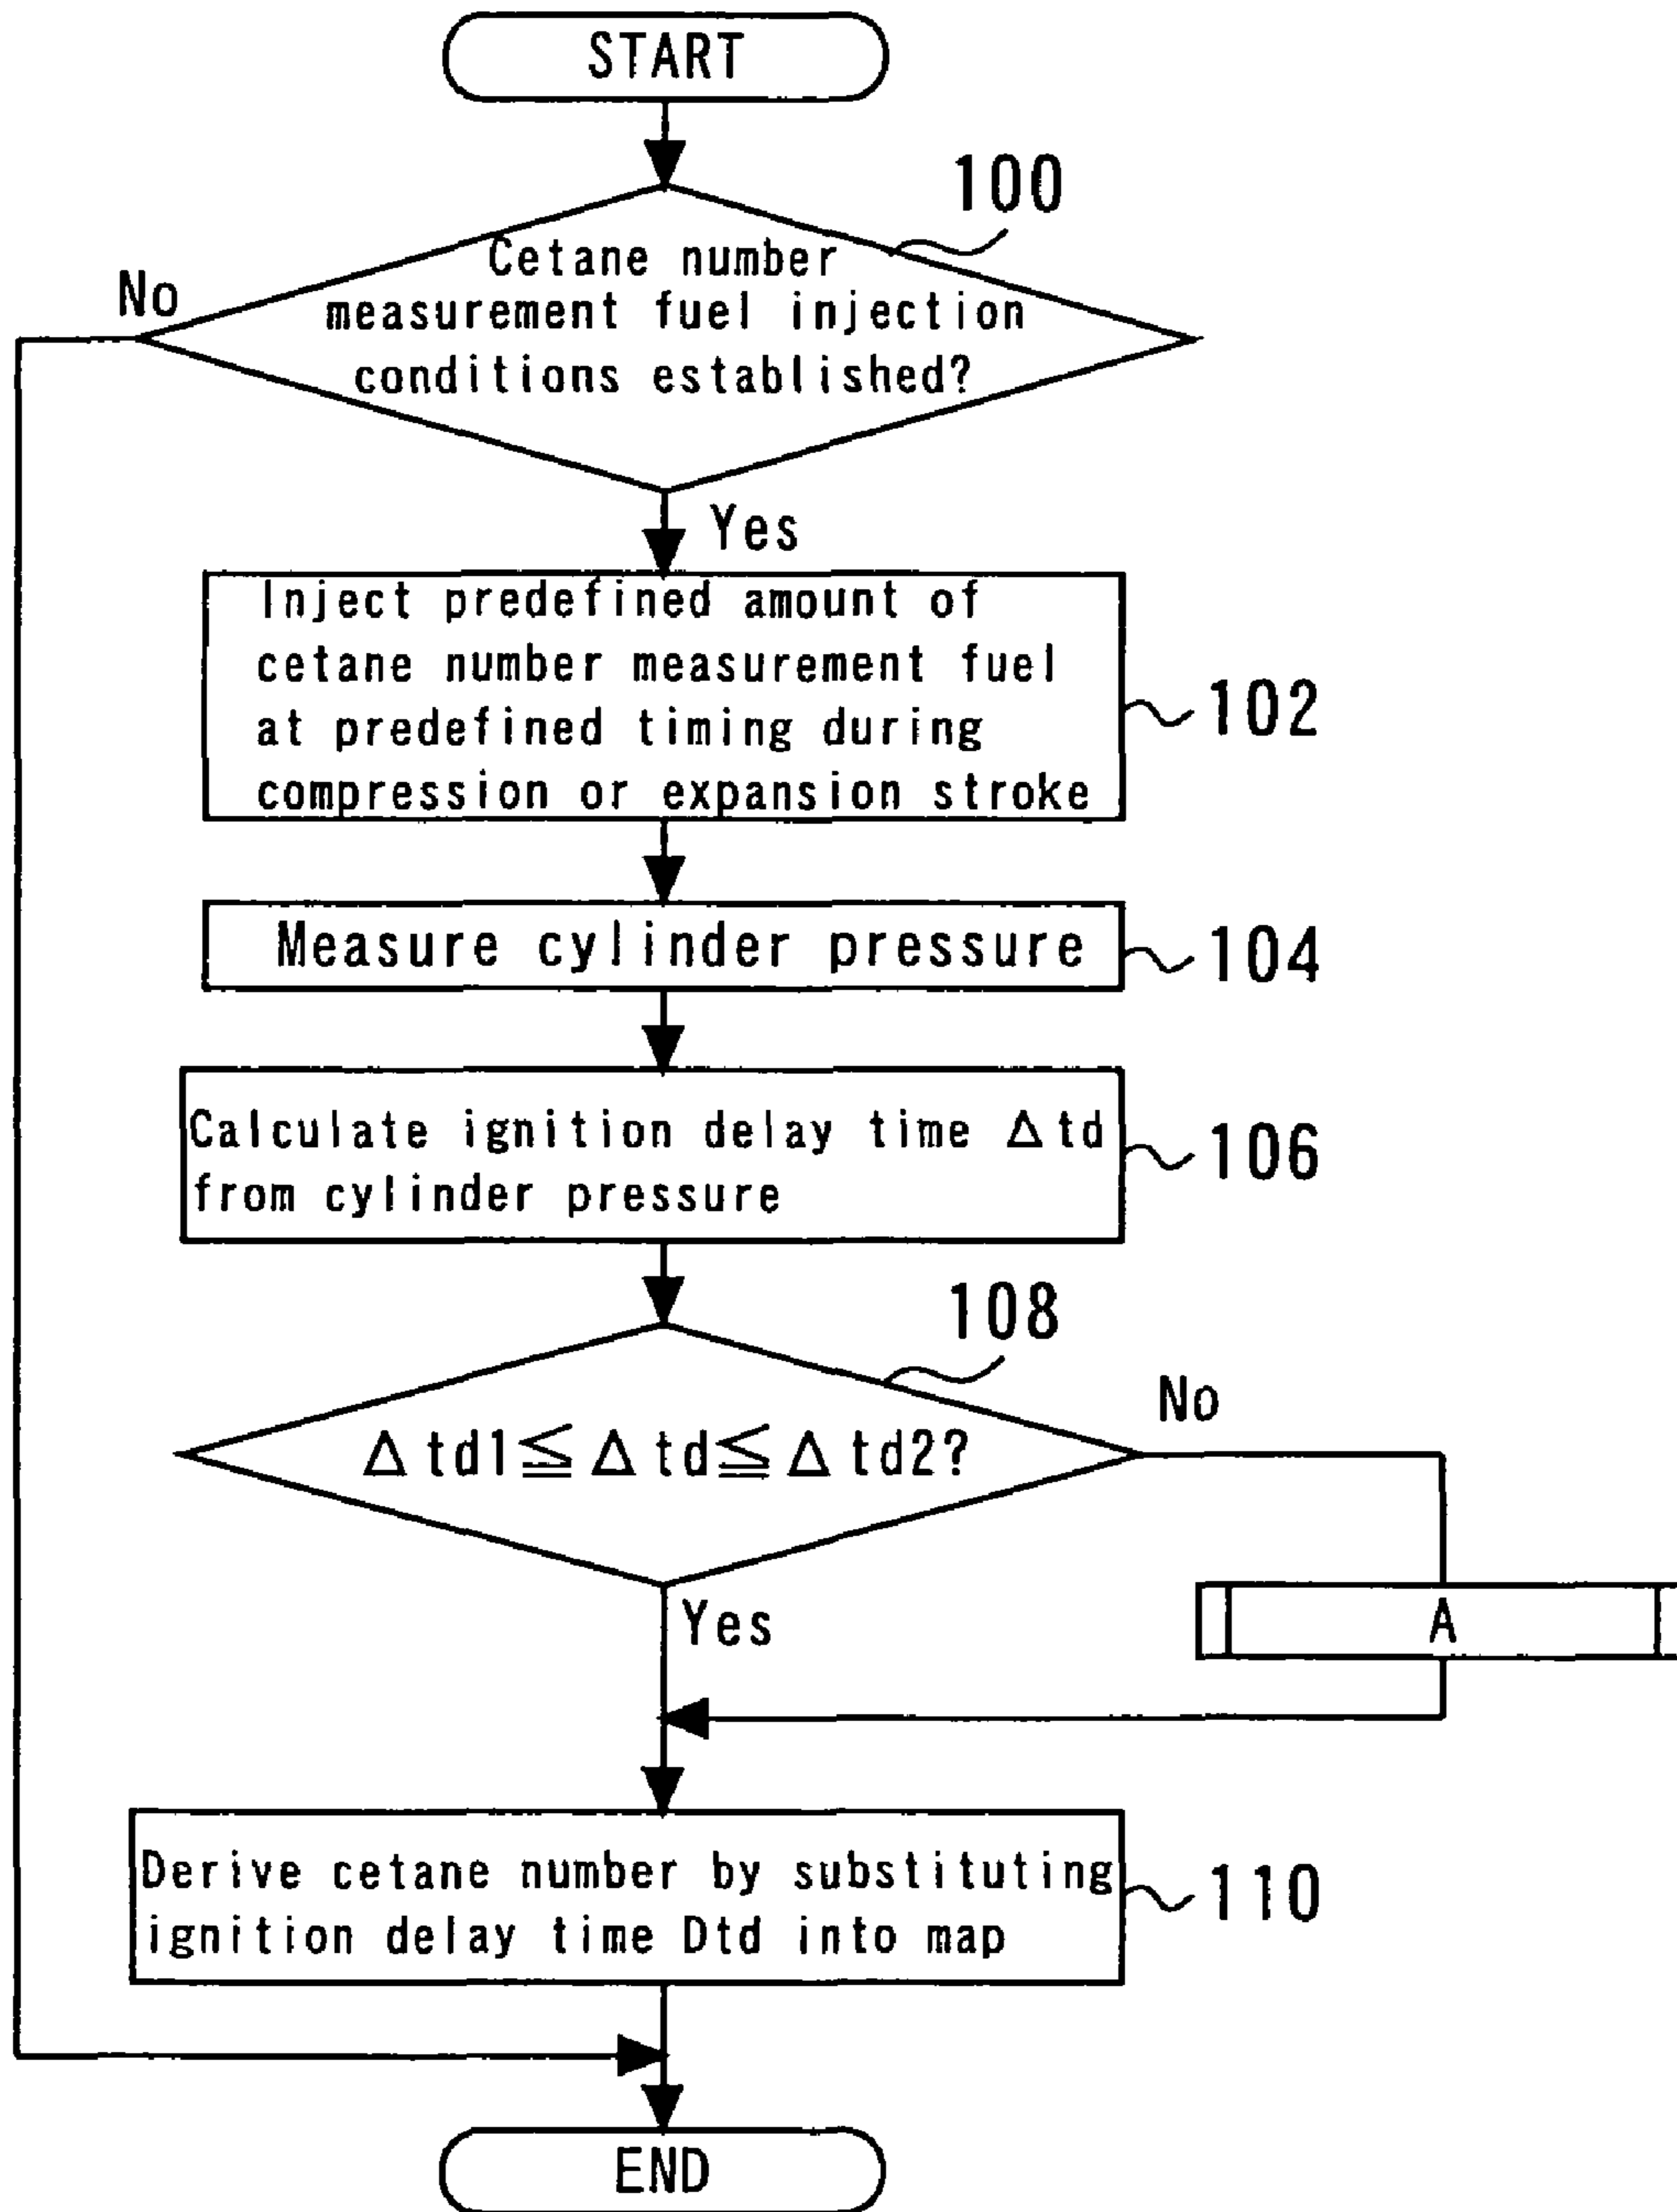 START
100
Cetane number
measurement fuel injection
conditions established?
No
Yes
Inject predefined amount of
cetane number measurement fuel
at predefined timing during
compression or expansion stroke
102
Measure cylinder pressure
104
Calculate ignition delay time Δtd
from cylinder pressure
106
108
Δtd1≦Δtd≦Δtd2?
No
Yes
A
Derive cetane number by substituting
ignition delay time Dtd into map
110
END